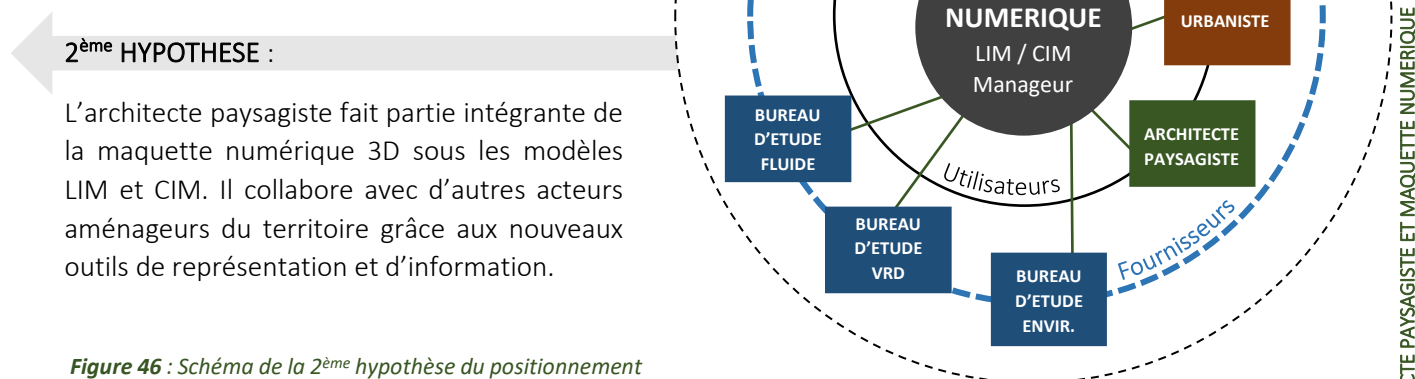 2ème HYPOTHESE :
L’architecte paysagiste fait partie intégrante de
la maquette numérique 3D sous les modèles
LIM et CIM. Il collabore avec d’autres acteurs
aménageurs du territoire grâce aux nouveaux
outils de représentation et d’information.
Figure 46 : Schéma de la 2ème hypothèse du positionnement
NUMERIQUE
LIM / CIM
Manageur
URBANISTE
ARCHITECTE
PAYSAGISTE
BUREAU
D’ETUDE
FLUIDE
BUREAU
D’ETUDE
VRD
BUREAU
D’ETUDE
ENVIR.
Utilisateurs
Fournisseurs
PAYSAGISTE ET MAQUETTE NUMERIQUE